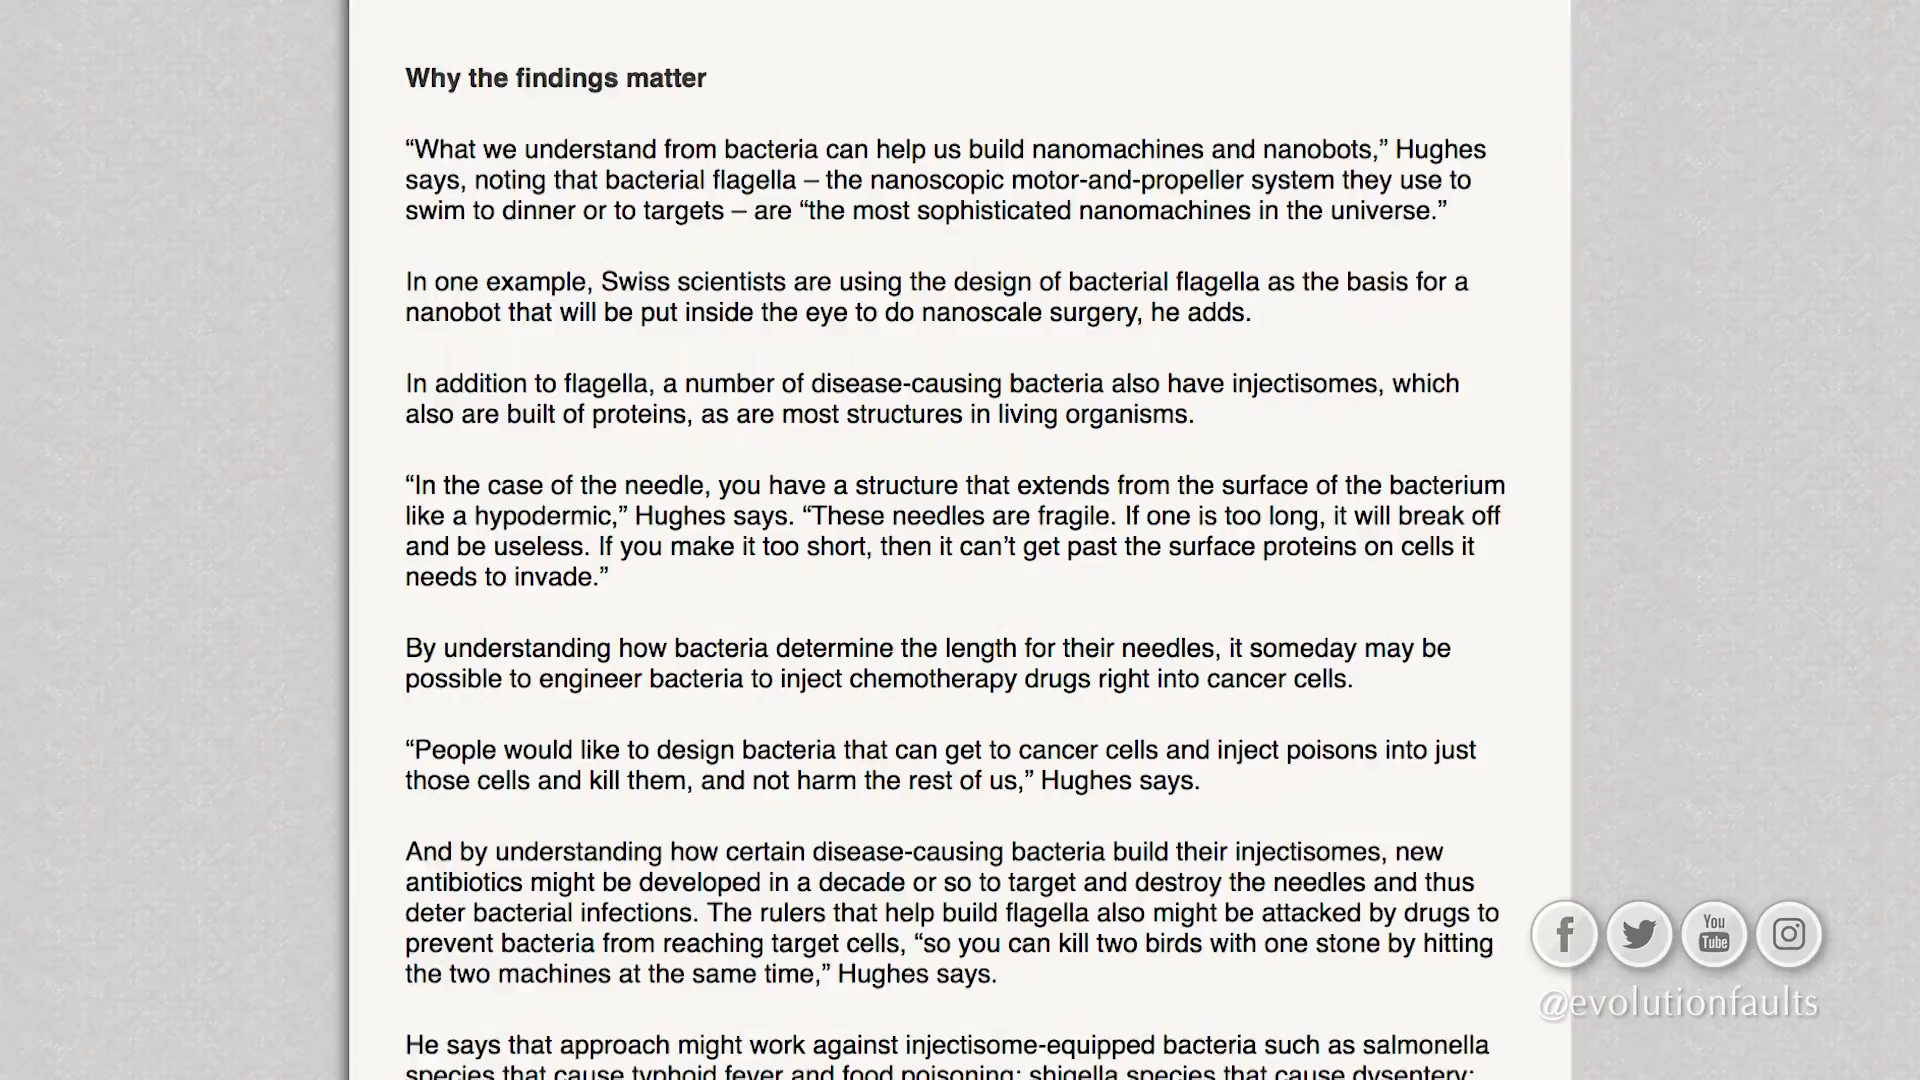 Why the findings matter
“What we understand from bacteria can help us build nanomachines and nanobots,” Hughes
says, noting that bacterial flagella – the nanoscopic motor-and-propeller system they use to
swim to dinner or to targets – are “the most sophisticated nanomachines in the universe.”
In one example, Swiss scientists are using the design of bacterial flagella as the basis for a
nanobot that will be put inside the eye to do nanoscale surgery, he adds.
In addition to flagella, a number of disease-causing bacteria also have injectisomes, which
also are built of proteins, as are most structures in living organisms.
“In the case of the needle, you have a structure that extends from the surface of the bacterium
like a hypodermic,” Hughes says. “These needles are fragile. If one is too long, it will break off
and be useless. If you make it too short, then it can’t get past the surface proteins on cells it
needs to invade.”
By understanding how bacteria determine the length for their needles, it someday may be
possible to engineer bacteria to inject chemotherapy drugs right into cancer cells.
“People would like to design bacteria that can get to cancer cells and inject poisons into just
those cells and kill them, and not harm the rest of us,” Hughes says.
And by understanding how certain disease-causing bacteria build their injectisomes, new
antibiotics might be developed in a decade or so to target and destroy the needles and thus
deter bacterial infections. The rulers that help build flagella also might be attacked by drugs to
prevent bacteria from reaching target cells, “so you can kill two birds with one stone by hitting
the two machines at the same time,” Hughes says.
He says that approach might work against injectisome-equipped bacteria such as salmonella
species that cause typhoid fever and food poisoning; shigella species that cause dysentery;
You
Tube
@evolutionfaults